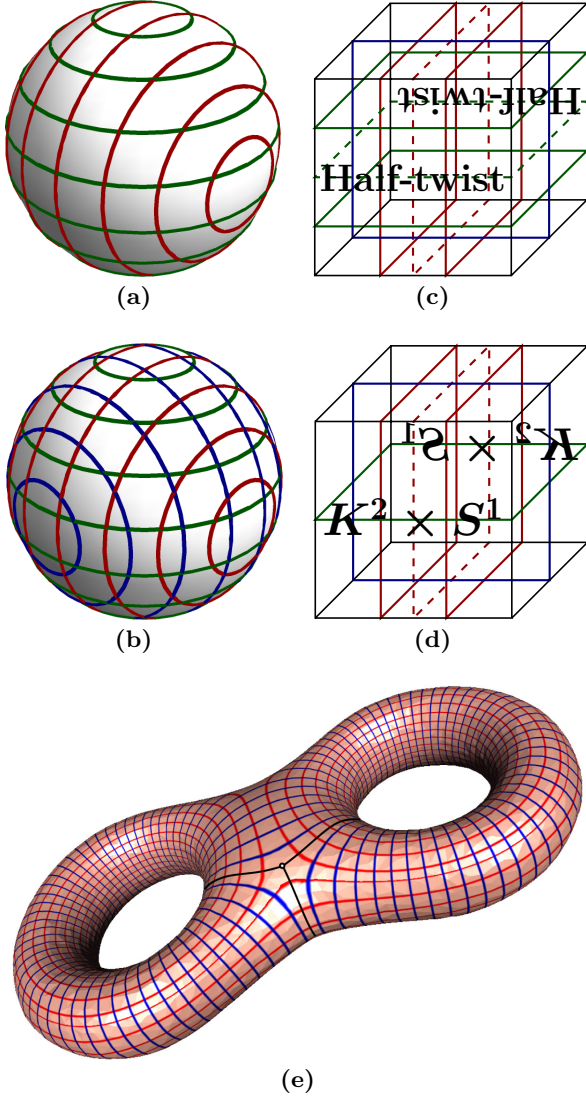 (a)
Half-twist
Half-twist
(c)
(b)
K² × S¹
K² × S¹
(d)
(e)